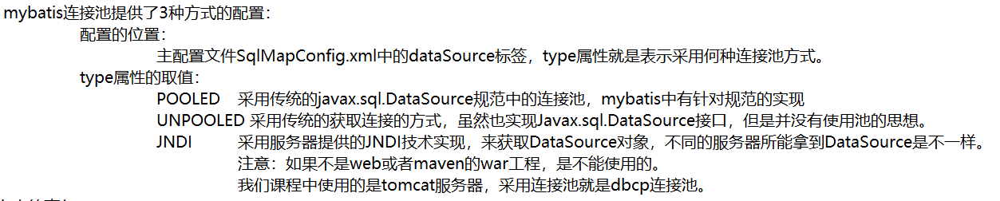 mybatis连接池提供了3种方式的配置：
配置的位置：
主配置文件SqlMapConfig.xml中的dataSource标签，type属性就是表示采用何种连接池方式。
type属性的取值：
POOLED 采用传统的javax.sql.DataSource规范中的连接池，mybatis中有针对规范的实现
UNPOOLED 采用传统的获取连接的方式，虽然也实现Javax.sql.DataSource接口，但是并没有使用池的思想。
JNDI 采用服务器提供的JNDI技术实现，来获取DataSource对象，不同的服务器所能拿到DataSource是不一样。
注意：如果不是web或者maven的war工程，是不能使用的。
我们课程中使用的是tomcat服务器，采用连接池就是dbcp连接池。